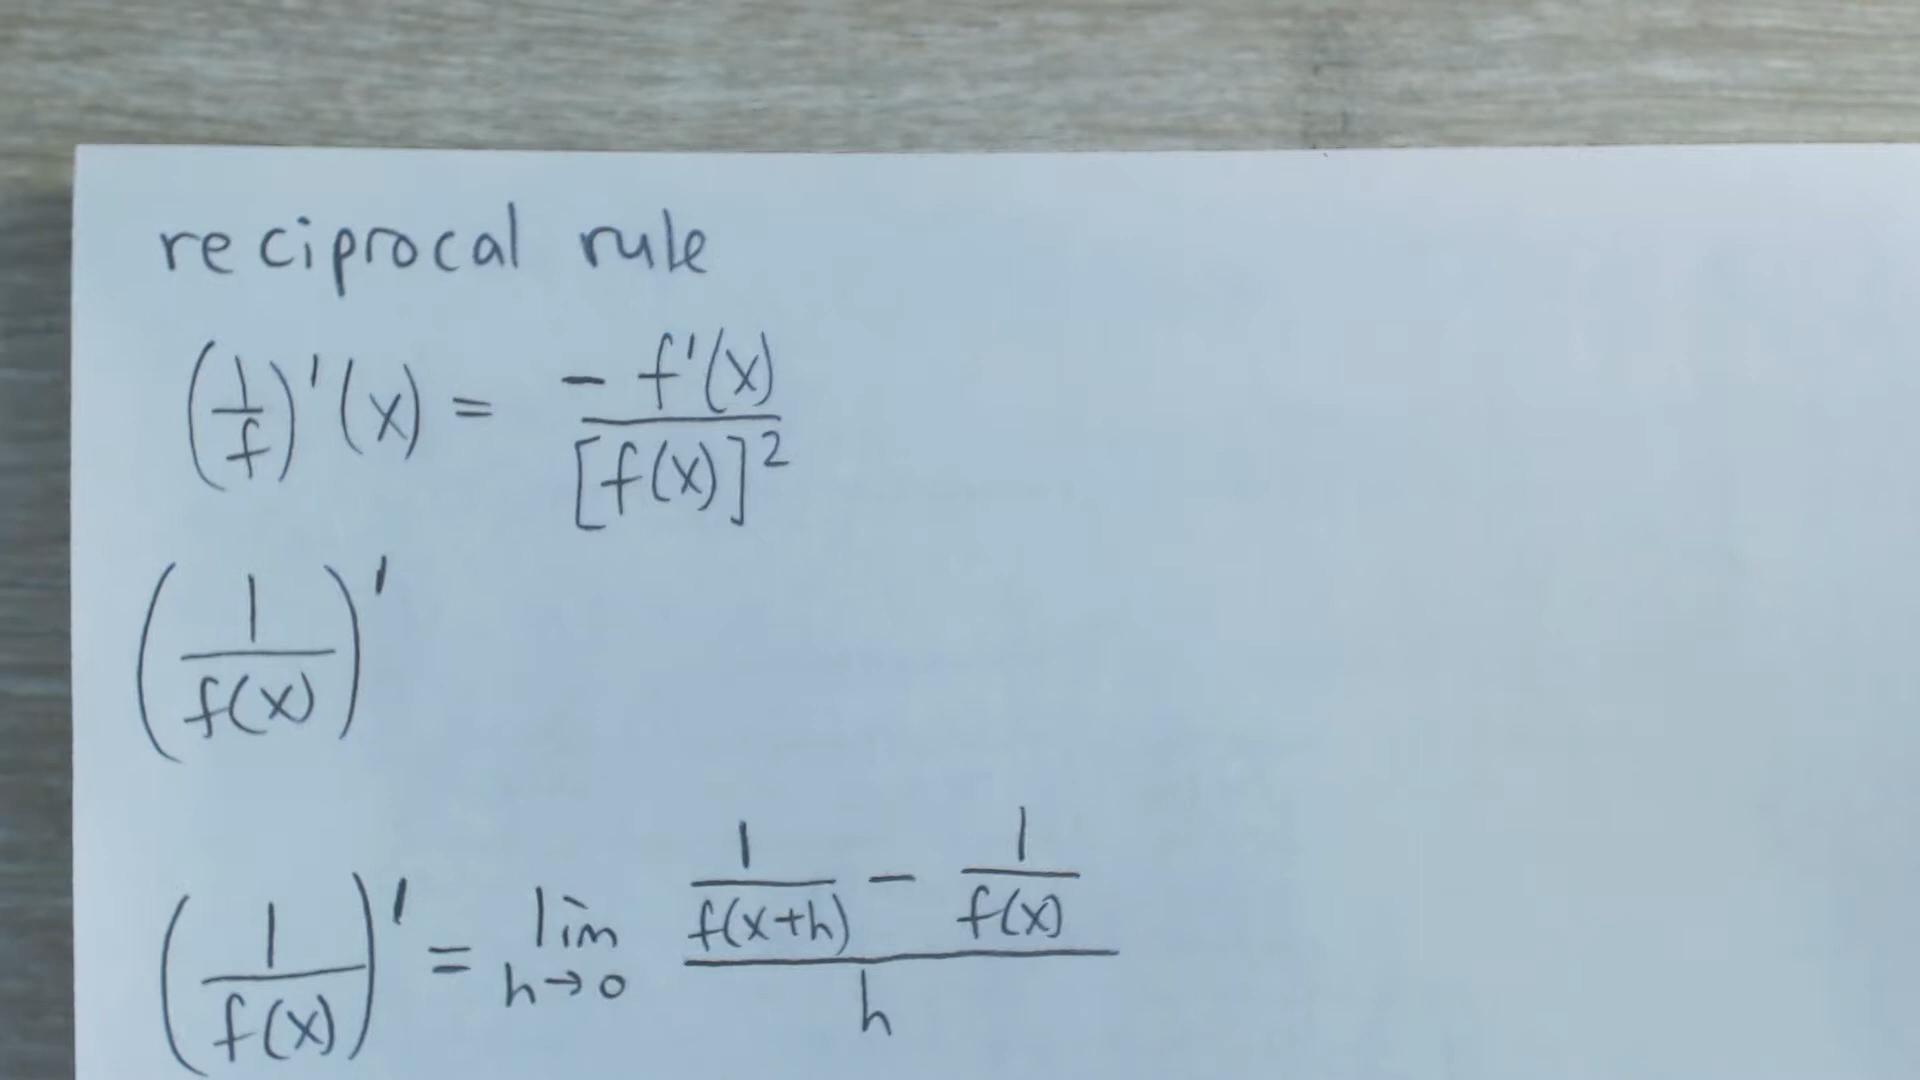 reciprocal rule
(1/f)'(x) = -f'(x)/[f(x)]²
(1/f(x))'
(1/f(x))' = lim h→0 (1/f(x+h) - 1/f(x))/h